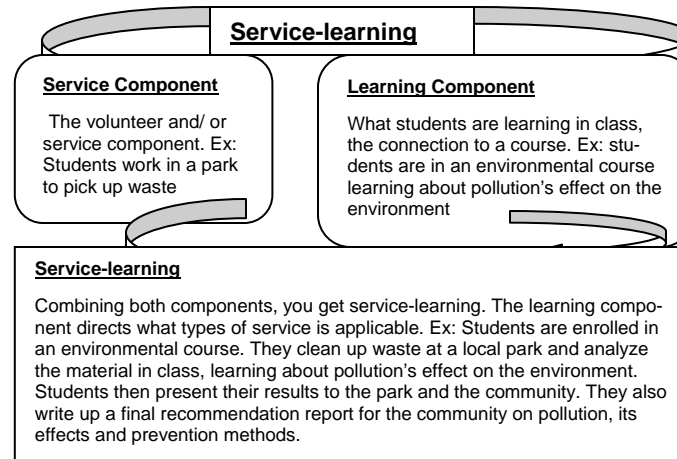 Service-learning
Service Component
The volunteer and/ or
service component. Ex:
Students work in a park
to pick up waste
Learning Component
What students are learning in class,
the connection to a course. Ex: stu-
dents are in an environmental course
learning about pollution’s effect on the
environment
Service-learning
Combining both components, you get service-learning. The learning compo-
nent directs what types of service is applicable. Ex: Students are enrolled in
an environmental course. They clean up waste at a local park and analyze
the material in class, learning about pollution’s effect on the environment.
Students then present their results to the park and the community. They also
write up a final recommendation report for the community on pollution, its
effects and prevention methods.